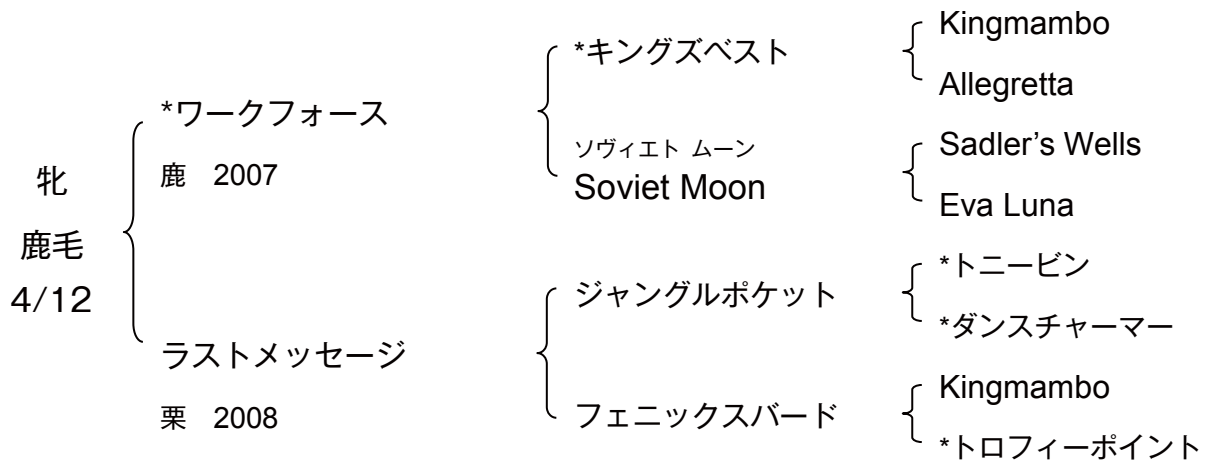 牝
鹿毛
4/12
*ワークフォース
鹿 2007
ラストメッセージ
栗 2008
*キングズベスト
ソヴィエト ムーン
Soviet Moon
ジャングルポケット
フェニックスバード
Kingmambo
Allegretta
Sadler’s Wells
Eva Luna
*トニービン
*ダンスチャーマー
Kingmambo
*トロフィーポイント